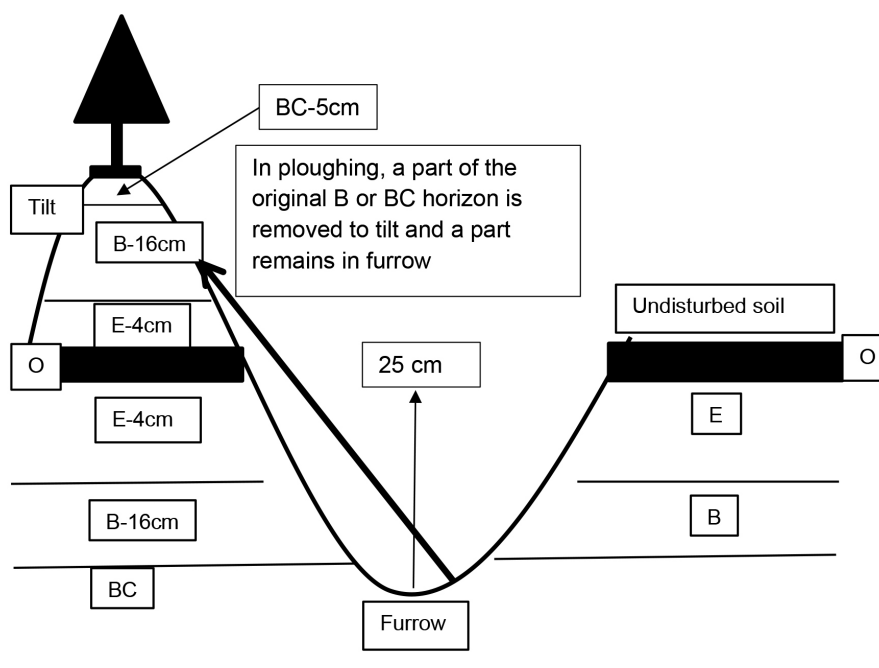 BC-5cm
In ploughing, a part of the
original B or BC horizon is
removed to tilt and a part
remains in furrow
Tilt
B-16cm
Undisturbed soil
E-4cm
O
25 cm
O
E-4cm
E
B-16cm
B
BC
Furrow